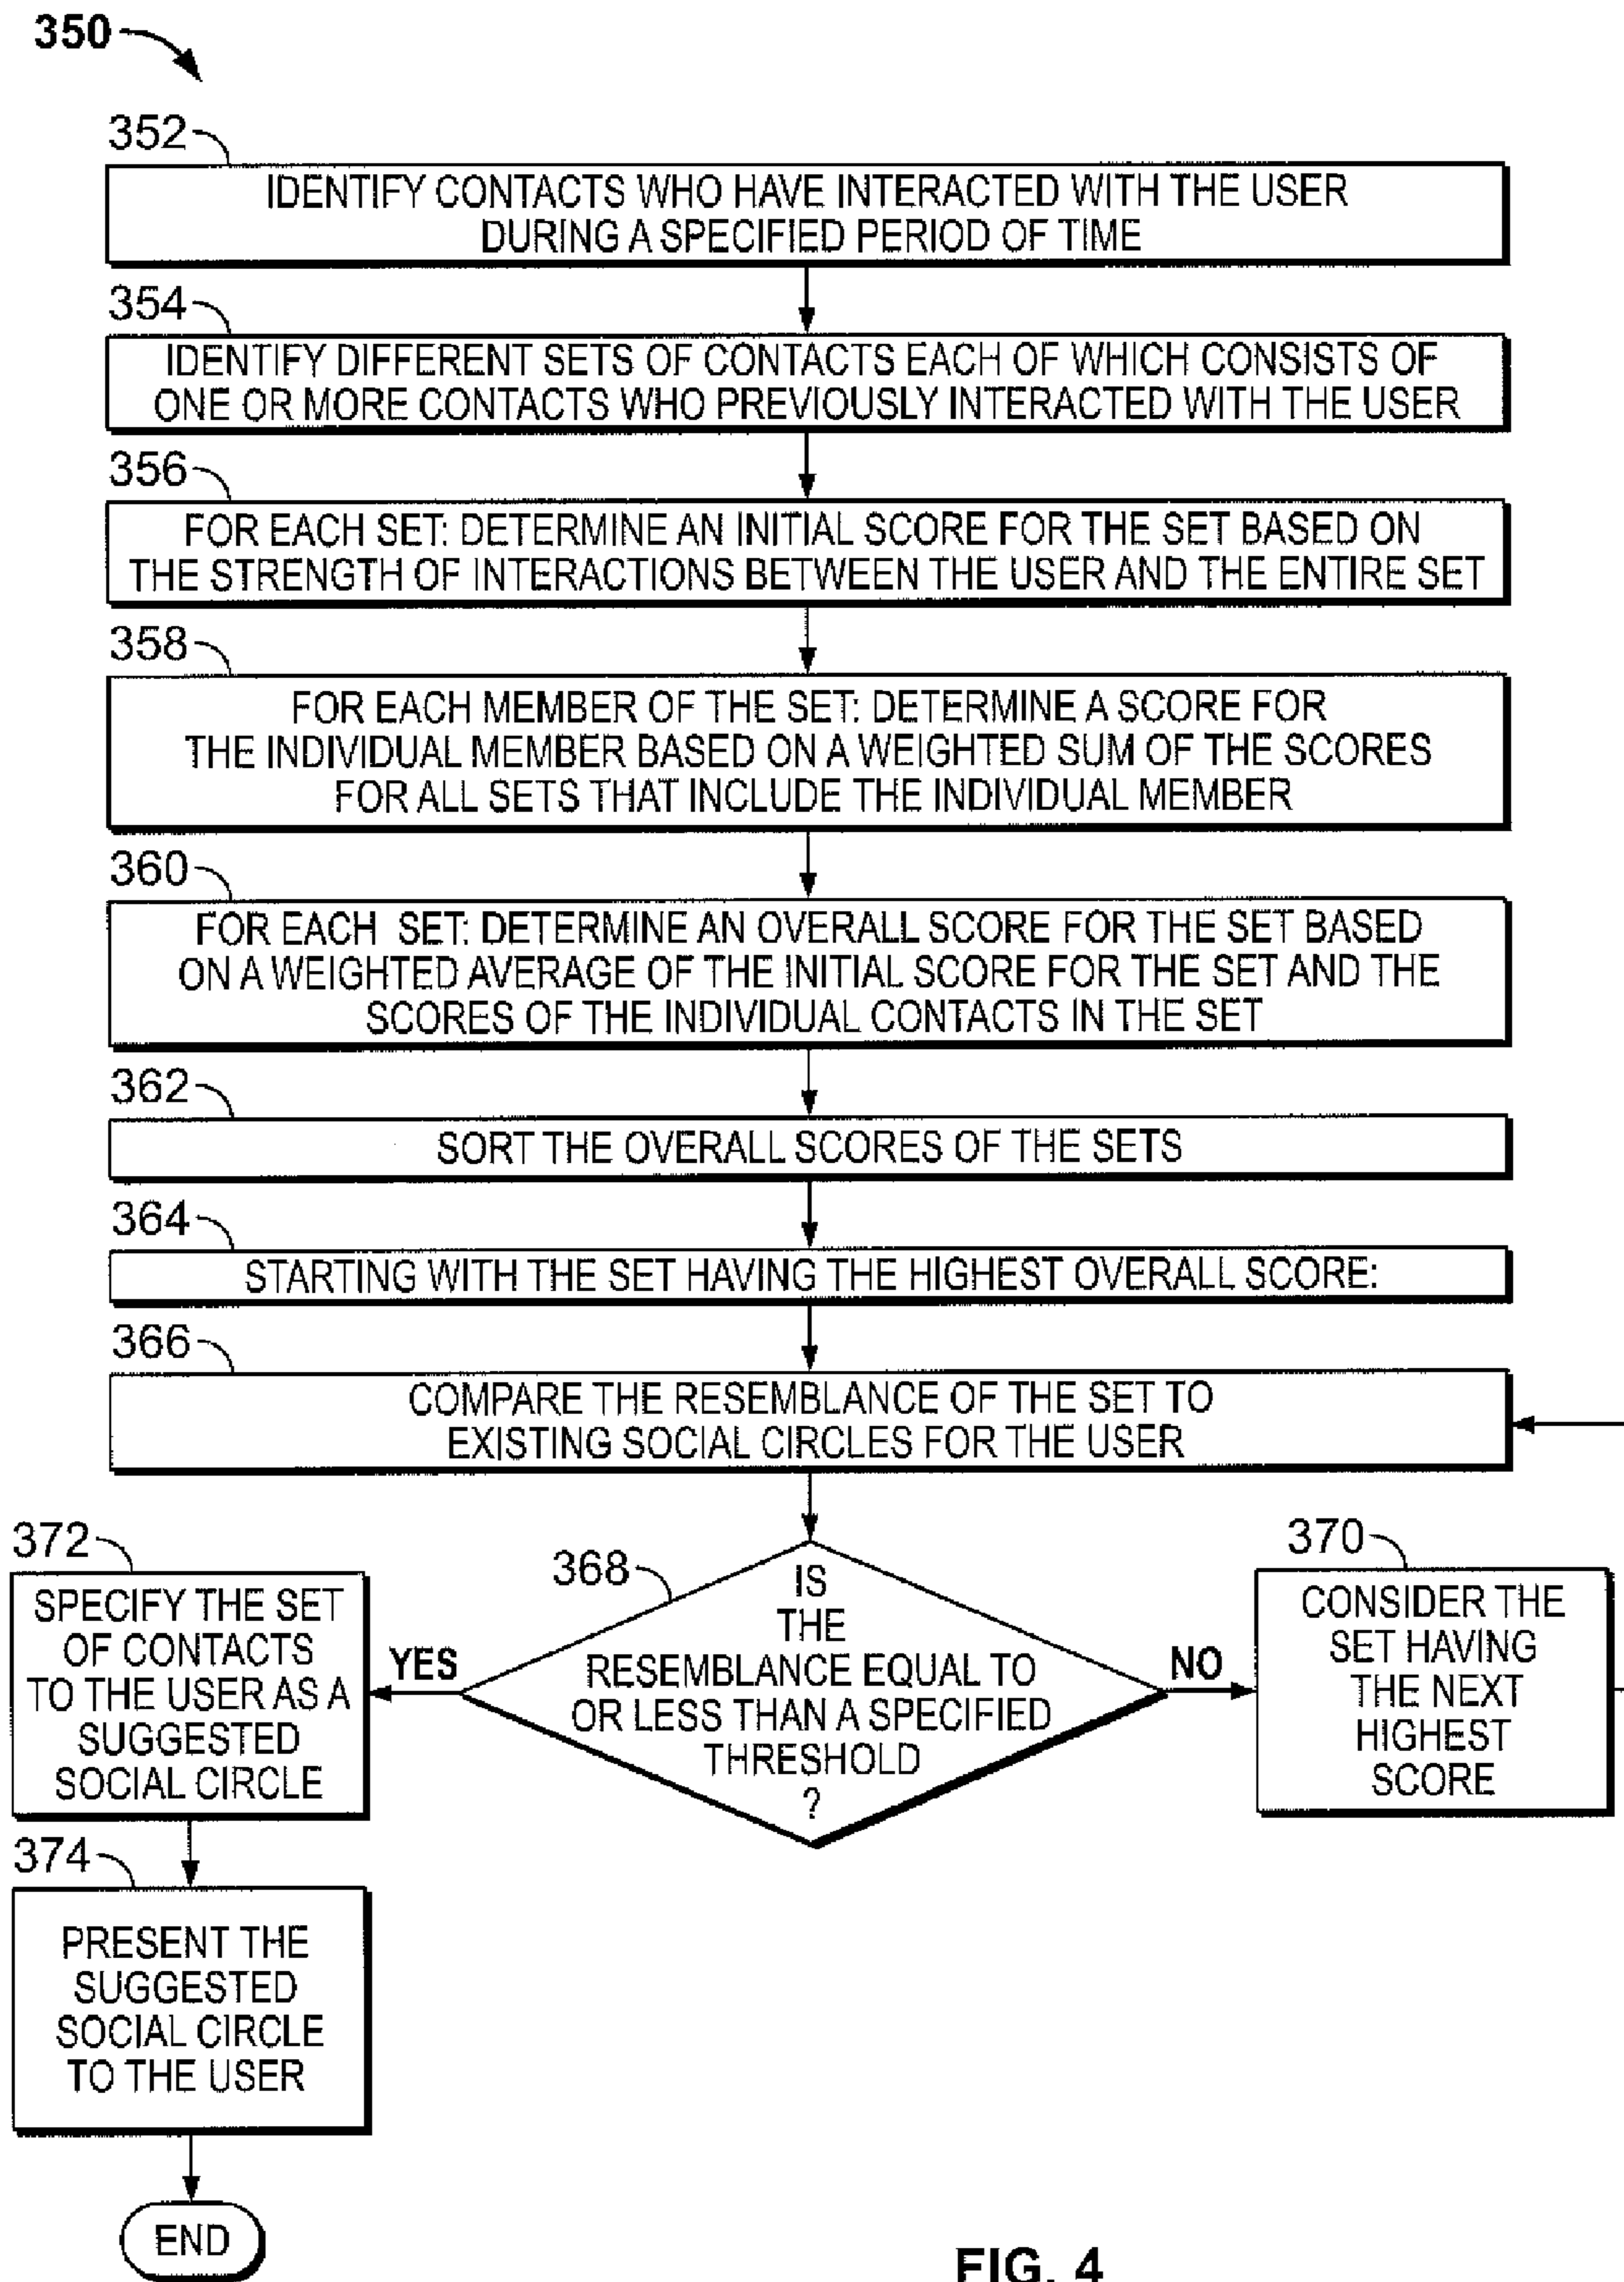 350
352
IDENTIFY CONTACTS WHO HAVE INTERACTED WITH THE USER
DURING A SPECIFIED PERIOD OF TIME
354
IDENTIFY DIFFERENT SETS OF CONTACTS EACH OF WHICH CONSISTS OF
ONE OR MORE CONTACTS WHO PREVIOUSLY INTERACTED WITH THE USER
356
FOR EACH SET: DETERMINE AN INITIAL SCORE FOR THE SET BASED ON
THE STRENGTH OF INTERACTIONS BETWEEN THE USER AND THE ENTIRE SET
358
FOR EACH MEMBER OF THE SET: DETERMINE A SCORE FOR
THE INDIVIDUAL MEMBER BASED ON A WEIGHTED SUM OF THE SCORES
FOR ALL SETS THAT INCLUDE THE INDIVIDUAL MEMBER
360
FOR EACH SET: DETERMINE AN OVERALL SCORE FOR THE SET BASED
ON A WEIGHTED AVERAGE OF THE INITIAL SCORE FOR THE SET AND THE
SCORES OF THE INDIVIDUAL CONTACTS IN THE SET
362
SORT THE OVERALL SCORES OF THE SETS
364
STARTING WITH THE SET HAVING THE HIGHEST OVERALL SCORE:
366
COMPARE THE RESEMBLANCE OF THE SET TO
EXISTING SOCIAL CIRCLES FOR THE USER
368
IS
THE
RESEMBLANCE EQUAL TO
OR LESS THAN A SPECIFIED
THRESHOLD
?
NO
370
CONSIDER THE
SET HAVING
THE NEXT
HIGHEST
SCORE
YES
372
SPECIFY THE SET
OF CONTACTS
TO THE USER AS A
SUGGESTED
SOCIAL CIRCLE
374
PRESENT THE
SUGGESTED
SOCIAL CIRCLE
TO THE USER
END
FIG. 4